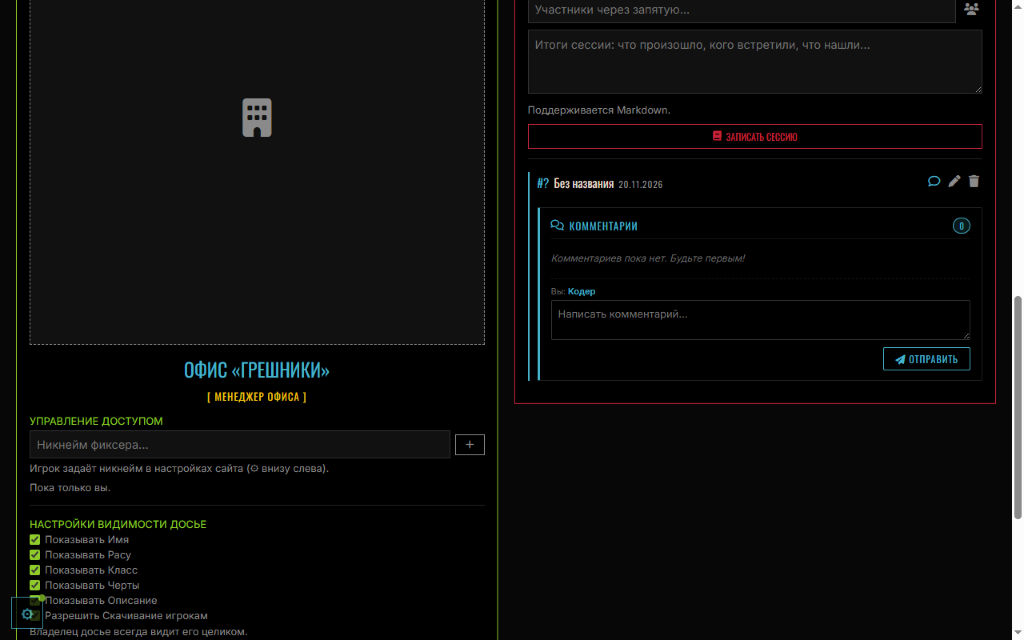 ОФИС «ГРЕШНИКИ»
[ МЕНЕДЖЕР ОФИСА ]
УПРАВЛЕНИЕ ДОСТУПОМ
Никнейм фиксера...
+
Игрок задаёт никнейм в настройках сайта (⚙ внизу слева).
Пока только вы.
НАСТРОЙКИ ВИДИМОСТИ ДОСЬЕ
Показывать Имя
Показывать Расу
Показывать Класс
Показывать Черты
Показывать Описание
Разрешить Скачивание игрокам
Владелец досье всегда видит его целиком.
Участники через запятую...
Итоги сессии: что произошло, кого встретили, что нашли...
Поддерживается Markdown.
ЗАПИСАТЬ СЕССИЮ
#? Без названия 20.11.2026
КОММЕНТАРИИ 0
Комментариев пока нет. Будьте первым!
Вы: Кодер
Написать комментарий...
ОТПРАВИТЬ